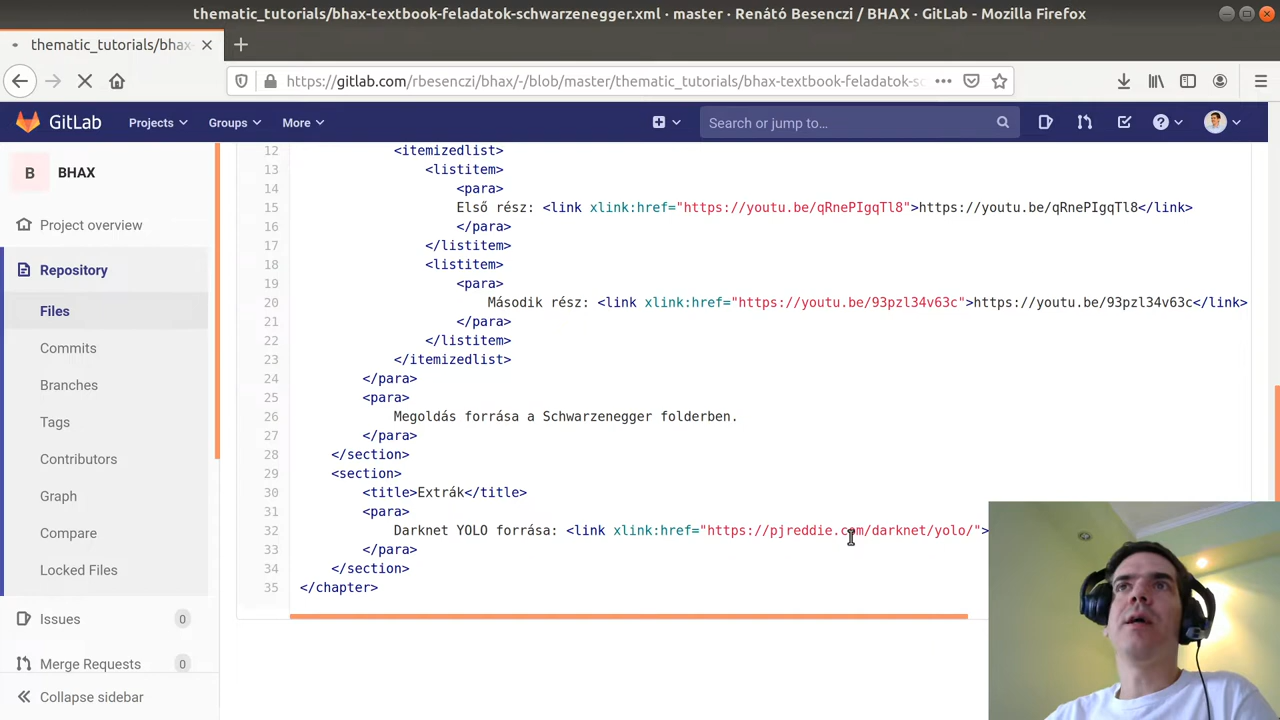 thematic_tutorials/bhax-textbook-feladatok-schwarzenegger.xml · master · Renátó Besenczi / BHAX · GitLab - Mozilla Firefox
thematic_tutorials/bhax-
https://gitlab.com/rbesenczi/bhax/-/blob/master/thematic_tutorials/bhax-textbook-feladatok-s
GitLab Projects Groups More Search or jump to...
B BHAX
Project overview
Repository
Files
Commits
Branches
Tags
Contributors
Graph
Compare
Locked Files
Issues 0
Merge Requests 0
Collapse sidebar
12 <itemizedlist>
13 <listitem>
14 <para>
15 Első rész: <link xlink:href="https://youtu.be/qRnePIgqTl8">https://youtu.be/qRnePIgqTl8</link>
16 </para>
17 </listitem>
18 <listitem>
19 <para>
20 Második rész: <link xlink:href="https://youtu.be/93pzl34v63c">https://youtu.be/93pzl34v63c</link>
21 </para>
22 </listitem>
23 </itemizedlist>
24 </para>
25 <para>
26 Megoldás forrása a Schwarzenegger folderben.
27 </para>
28 </section>
29 <section>
30 <title>Extrák</title>
31 <para>
32 Darknet YOLO forrása: <link xlink:href="https://pjreddie.com/darknet/yolo/">
33 </para>
34 </section>
35 </chapter>